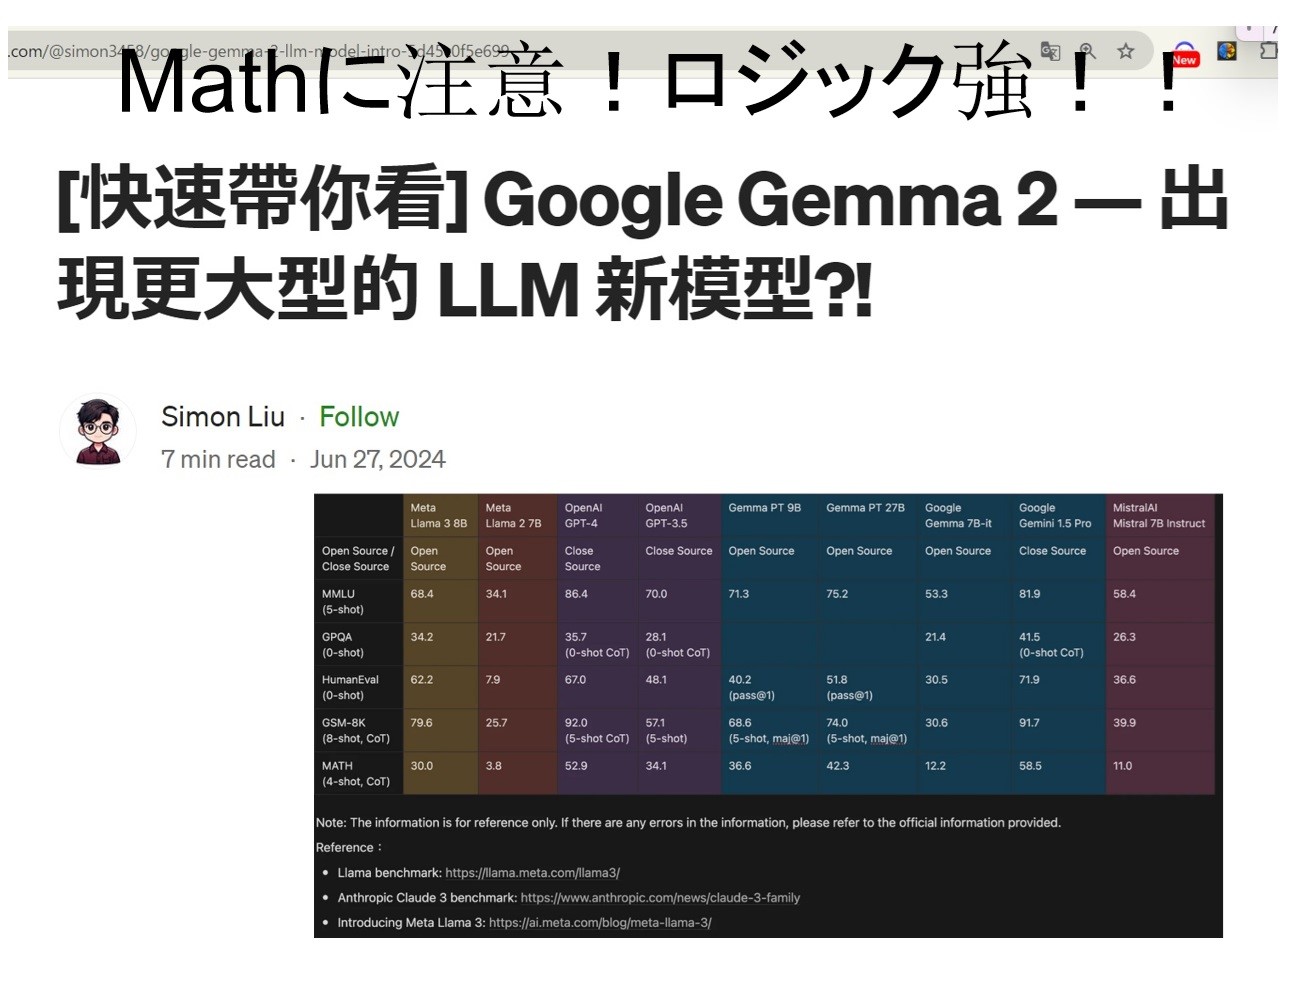 .com/@simon3458/google-gemma-2-llm-model-intro-
Mathに注意！ロジック強！！
New
[快速帶你看] Google Gemma 2 — 出
現更大型的 LLM 新模型?!
Simon Liu · Follow
7 min read · Jun 27, 2024
Meta Llama 3 8B Meta Llama 2 7B OpenAI GPT-4 OpenAI GPT-3.5 Gemma PT 9B Gemma PT 27B Google Gemma 7B-it Google Gemini 1.5 Pro MistralAI Mistral 7B Instruct
Open Source / Close Source Open Source Open Source Close Source Close Source Open Source Open Source Open Source Close Source Open Source
MMLU (5-shot) 68.4 34.1 86.4 70.0 71.3 75.2 53.3 81.9 58.4
GPQA (0-shot) 34.2 21.7 35.7 (0-shot CoT) 28.1 (0-shot CoT) 21.4 41.5 (0-shot CoT) 26.3
HumanEval (0-shot) 62.2 7.9 67.0 48.1 40.2 (pass@1) 51.8 (pass@1) 30.5 71.9 36.6
GSM-8K (8-shot, CoT) 79.6 25.7 92.0 (5-shot CoT) 57.1 (5-shot) 68.6 (5-shot, maj@1) 74.0 (5-shot, maj@1) 30.6 91.7 39.9
MATH (4-shot, CoT) 30.0 3.8 52.9 34.1 36.6 42.3 12.2 58.5 11.0
Note: The information is for reference only. If there are any errors in the information, please refer to the official information provided.
Reference：
• Llama benchmark: https://llama.meta.com/llama3/
• Anthropic Claude 3 benchmark: https://www.anthropic.com/news/claude-3-family
• Introducing Meta Llama 3: https://ai.meta.com/blog/meta-llama-3/